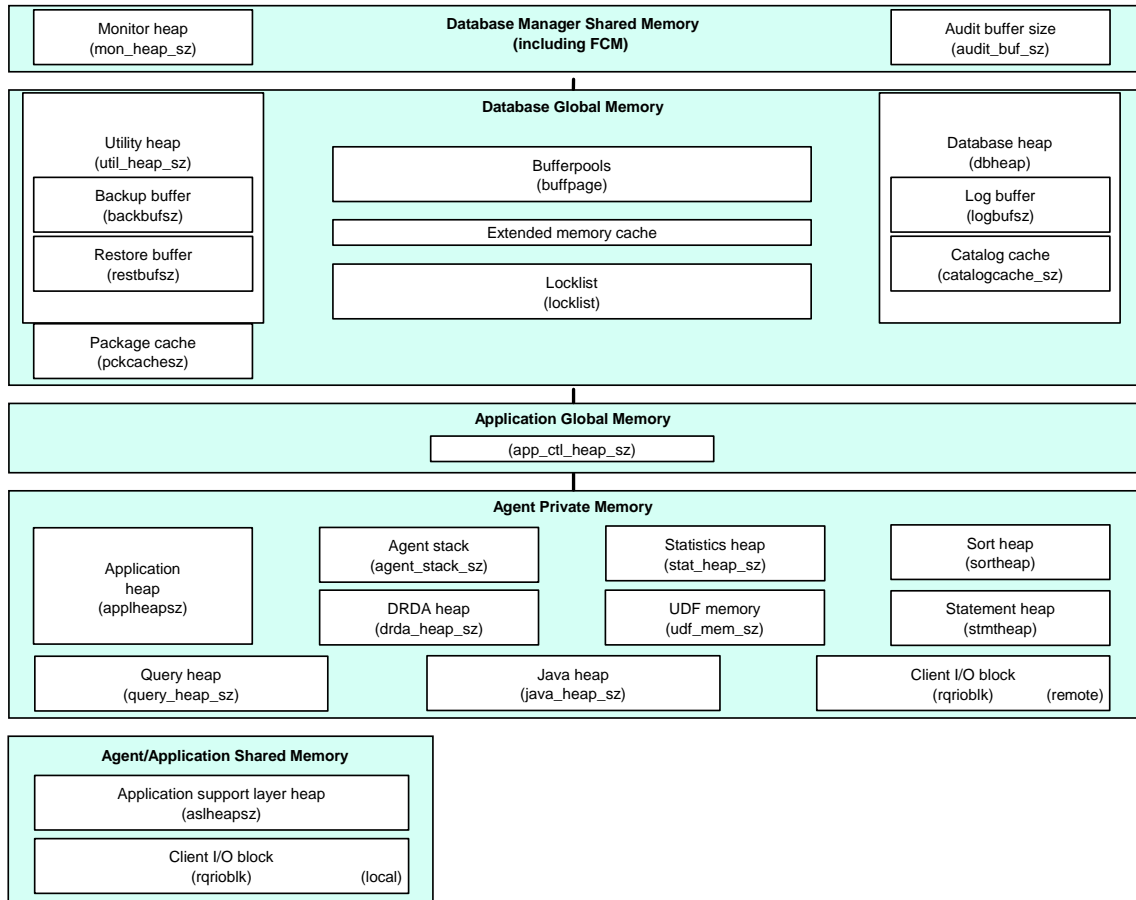 Database Manager Shared Memory
(including FCM)
Monitor heap
(mon_heap_sz)
Audit buffer size
(audit_buf_sz)
Database Global Memory
Utility heap
(util_heap_sz)
Backup buffer
(backbufsz)
Restore buffer
(restbufsz)
Package cache
(pckcachesz)
Bufferpools
(buffpage)
Extended memory cache
Locklist
(locklist)
Database heap
(dbheap)
Log buffer
(logbufsz)
Catalog cache
(catalogcache_sz)
Application Global Memory
(app_ctl_heap_sz)
Agent Private Memory
Application
heap
(applheapsz)
Agent stack
(agent_stack_sz)
Statistics heap
(stat_heap_sz)
Sort heap
(sortheap)
DRDA heap
(drda_heap_sz)
UDF memory
(udf_mem_sz)
Statement heap
(stmtheap)
Query heap
(query_heap_sz)
Java heap
(java_heap_sz)
Client I/O block
(rqrioblk) (remote)
Agent/Application Shared Memory
Application support layer heap
(aslheapsz)
Client I/O block
(rqrioblk) (local)